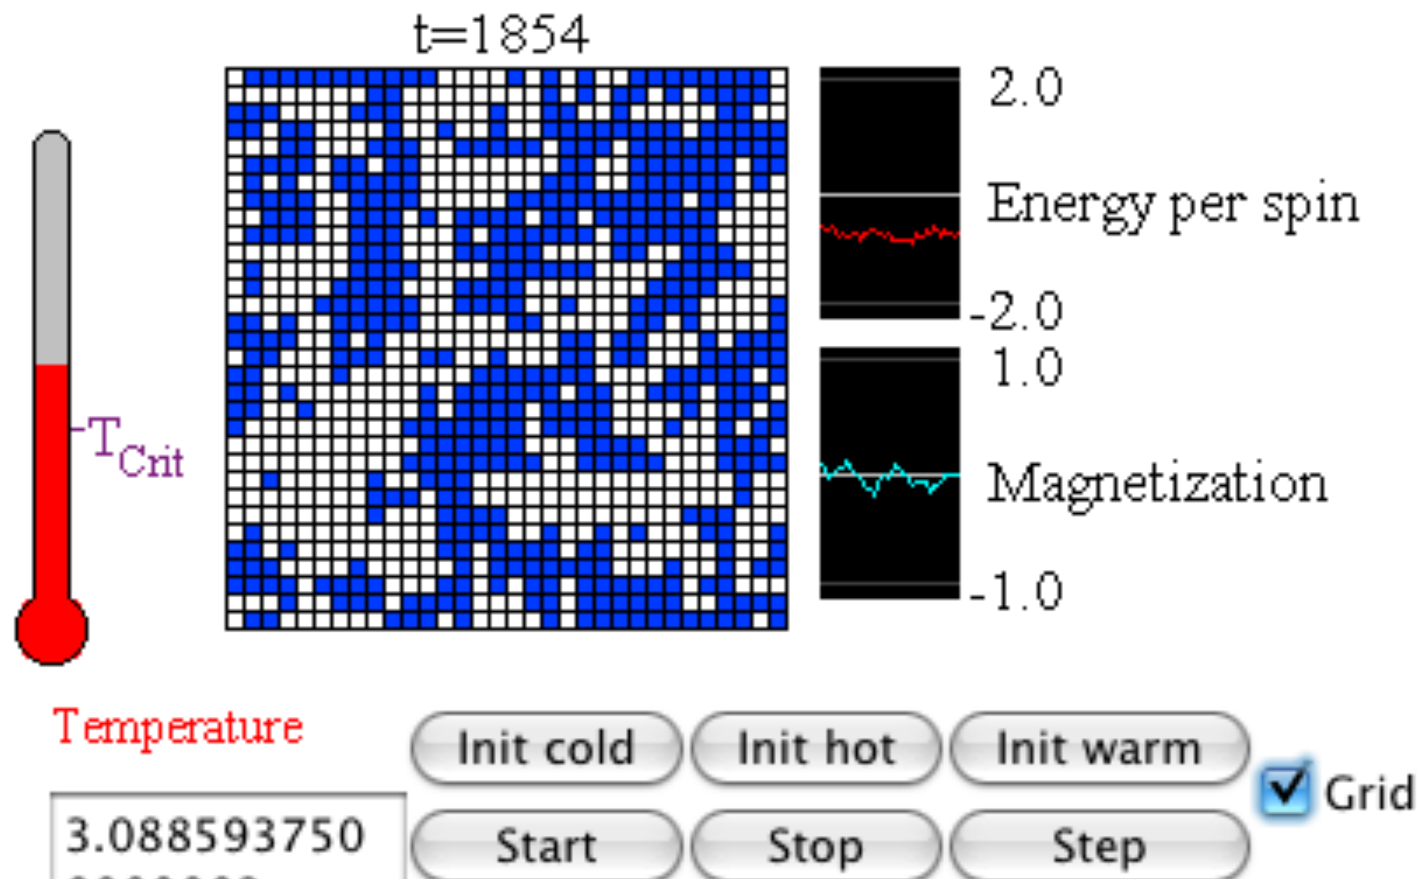 t=1854
2.0
Energy per spin
-2.0
1.0
T Crit
Magnetization
-1.0
Temperature
Init cold
Init hot
Init warm
Grid
3.088593750
Start
Stop
Step